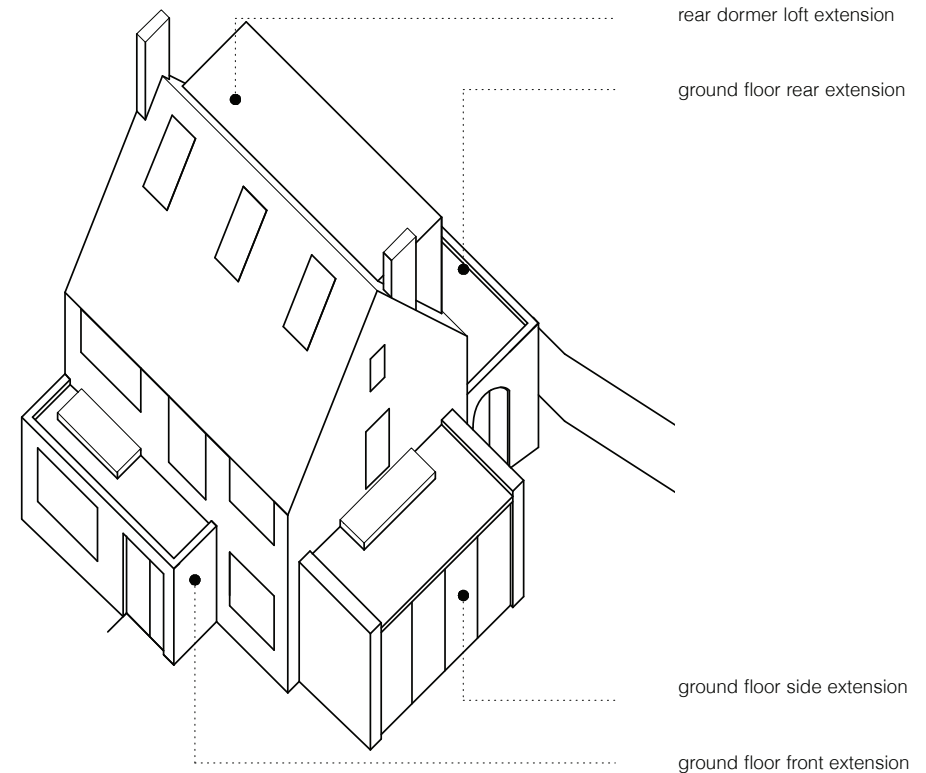 rear dormer loft extension
ground floor rear extension
ground floor side extension
ground floor front extension